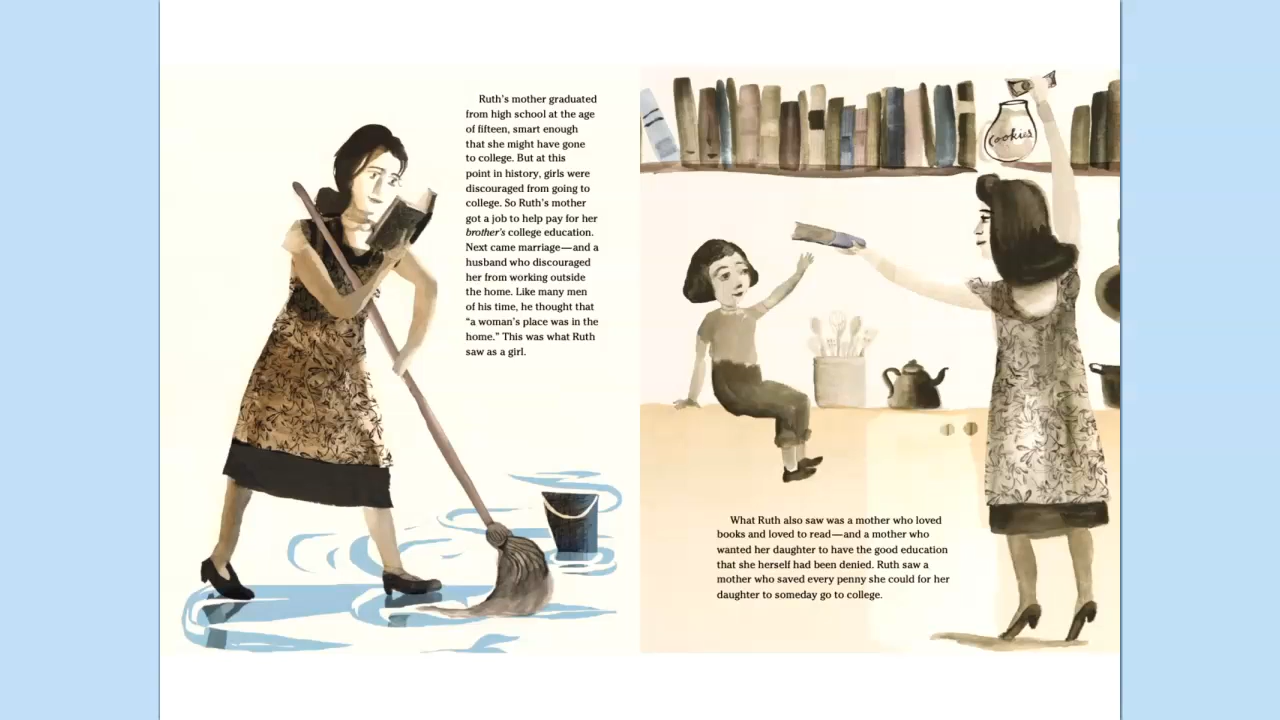 Ruth's mother graduated
from high school at the age
of fifteen, smart enough
that she might have gone
to college. But at this
point in history, girls were
discouraged from going to
college. So Ruth's mother
got a job to help pay for her
brother's college education.
Next came marriage—and a
husband who discouraged
her from working outside
the home. Like many men
of his time, he thought that
“a woman's place was in the
home.” This was what Ruth
saw as a girl.
Cookies
What Ruth also saw was a mother who loved
books and loved to read—and a mother who
wanted her daughter to have the good education
that she herself had been denied. Ruth saw a
mother who saved every penny she could for her
daughter to someday go to college.